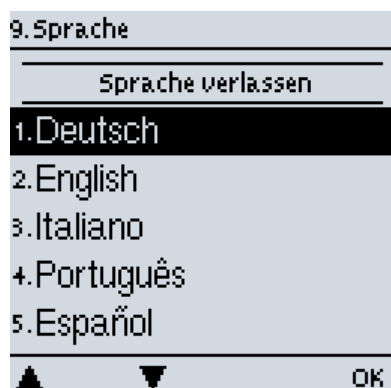 9.Sprache
Sprache verlassen
1.Deutsch
2.English
3.Italiano
4.Português
5.Español
OK